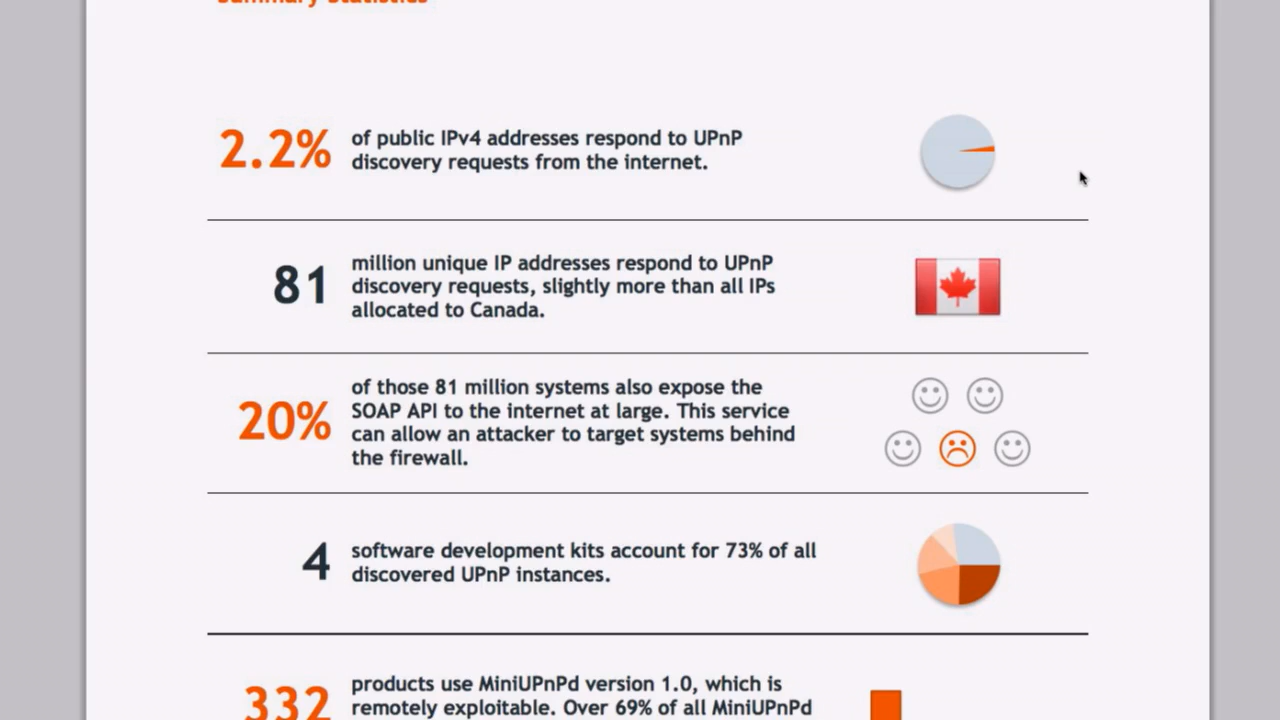 Summary Statistics
2.2%
of public IPv4 addresses respond to UPnP
discovery requests from the internet.
81
million unique IP addresses respond to UPnP
discovery requests, slightly more than all IPs
allocated to Canada.
20%
of those 81 million systems also expose the
SOAP API to the internet at large. This service
can allow an attacker to target systems behind
the firewall.
4
software development kits account for 73% of all
discovered UPnP instances.
332
products use MiniUPnPd version 1.0, which is
remotely exploitable. Over 69% of all MiniUPnPd